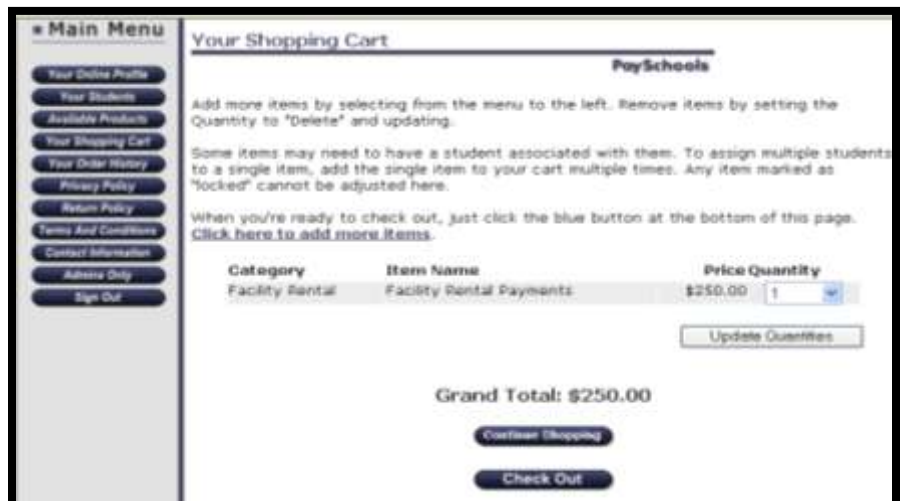 Main Menu
Your Online Profile
Your Students
Available Products
Your Shopping Cart
Your Order History
Privacy Policy
Return Policy
Terms And Conditions
Contact Information
Admins Only
Sign Out
Your Shopping Cart
PaySchools
Add more items by selecting from the menu to the left. Remove items by setting the
Quantity to "Delete" and updating.
Some items may need to have a student associated with them. To assign multiple students
to a single item, add the single item to your cart multiple times. Any item marked as
"locked" cannot be adjusted here.
When you're ready to check out, just click the blue button at the bottom of this page.
Click here to add more items.
Category Item Name Price Quantity
Facility Rental Facility Rental Payments $250.00 1
Update Quantities
Grand Total: $250.00
Continue Shopping
Check Out